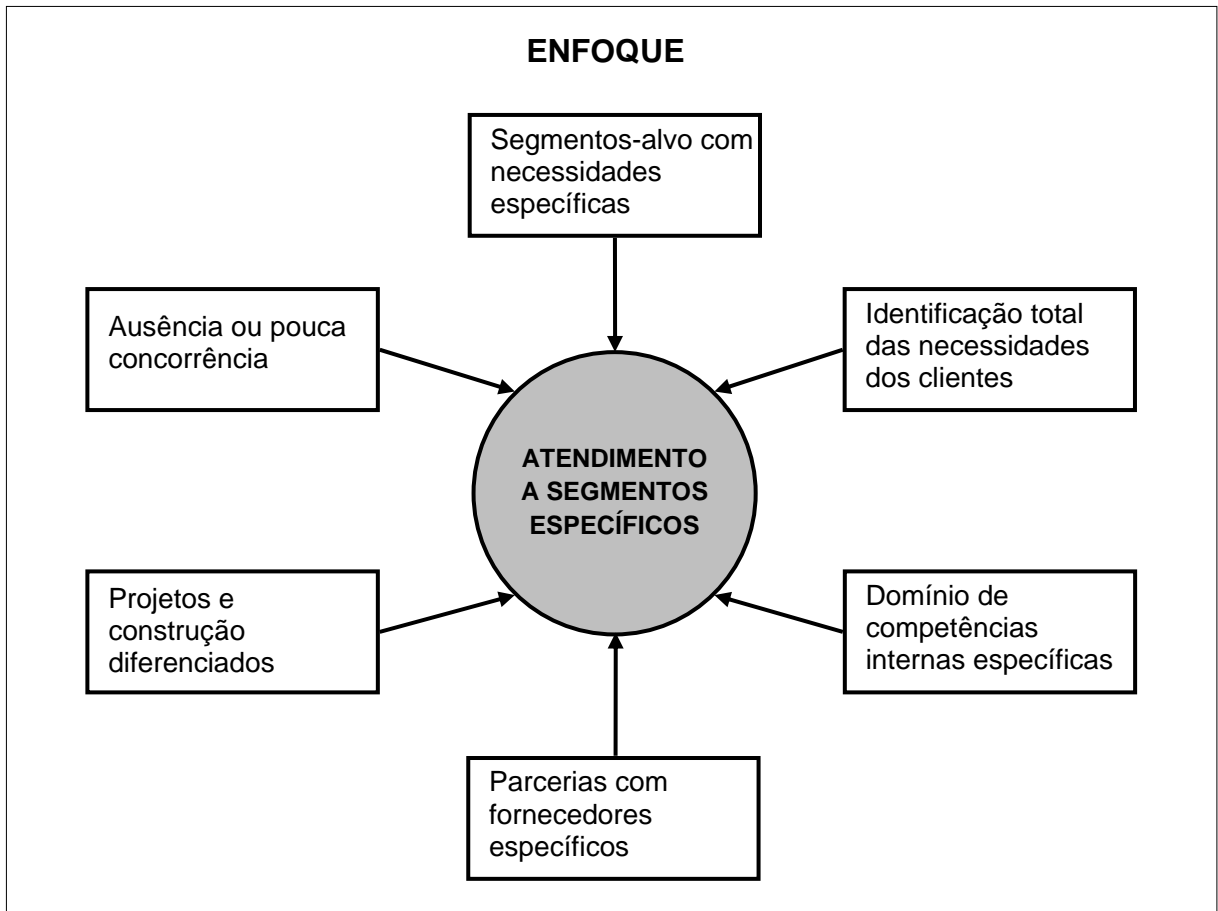 ENFOQUE
Segmentos-alvo com
necessidades
específicas
Ausência ou pouca
concorrência
Identificação total
das necessidades
dos clientes
ATENDIMENTO
A SEGMENTOS
ESPECÍFICOS
Projetos e
construção
diferenciados
Domínio de
competências
internas específicas
Parcerias com
fornecedores
específicos